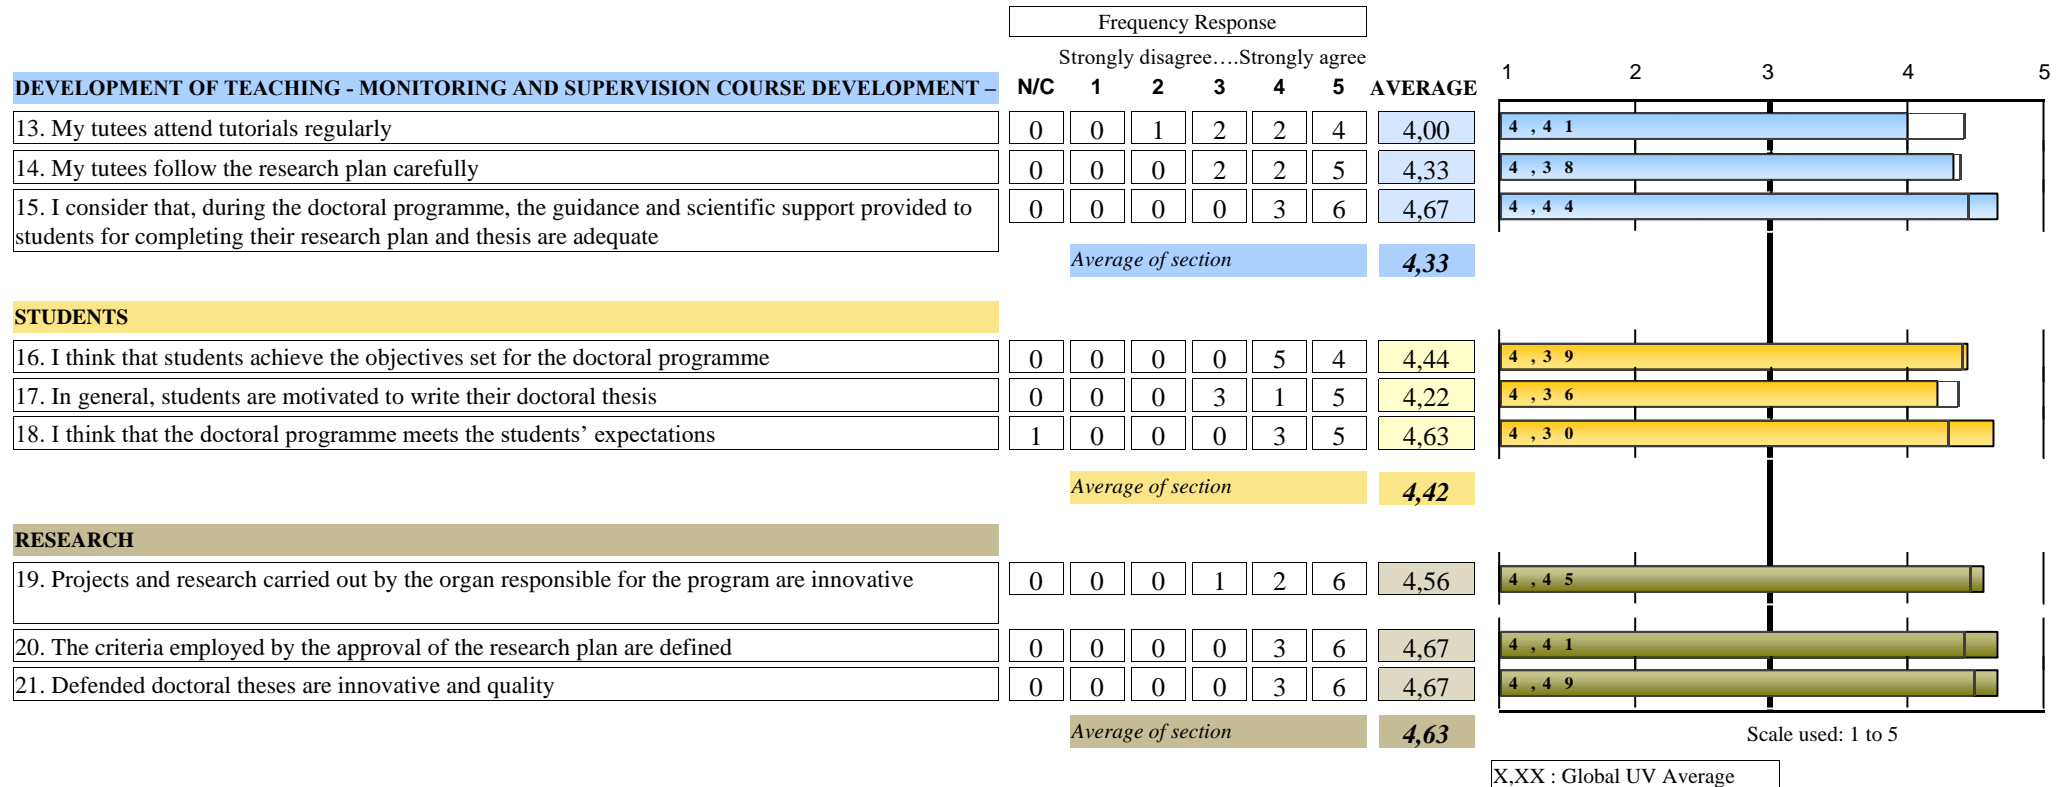 Frequency Response
Strongly disagree….Strongly agree
DEVELOPMENT OF TEACHING - MONITORING AND SUPERVISION COURSE DEVELOPMENT – N/C 1 2 3 4 5 AVERAGE 1 2 3 4 5
13. My tutees attend tutorials regularly 0 0 1 2 2 4 4,00 4,41
14. My tutees follow the research plan carefully 0 0 0 2 2 5 4,33 4,38
15. I consider that, during the doctoral programme, the guidance and scientific support provided to 0 0 0 0 3 6 4,67 4,44
students for completing their research plan and thesis are adequate
Average of section 4,33
STUDENTS
16. I think that students achieve the objectives set for the doctoral programme 0 0 0 0 5 4 4,44 4,39
17. In general, students are motivated to write their doctoral thesis 0 0 0 3 1 5 4,22 4,36
18. I think that the doctoral programme meets the students’ expectations 1 0 0 0 3 5 4,63 4,30
Average of section 4,42
RESEARCH
19. Projects and research carried out by the organ responsible for the program are innovative 0 0 0 1 2 6 4,56 4,45
20. The criteria employed by the approval of the research plan are defined 0 0 0 0 3 6 4,67 4,41
21. Defended doctoral theses are innovative and quality 0 0 0 0 3 6 4,67 4,49
Average of section 4,63
Scale used: 1 to 5
X,XX : Global UV Average